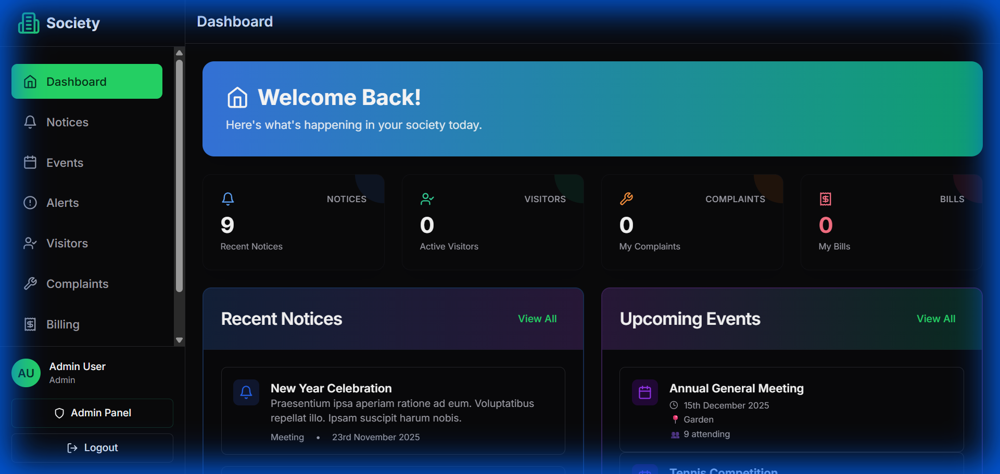 Society
Dashboard
Dashboard
Notices
Events
Alerts
Visitors
Complaints
Billing
AU
Admin User
Admin
Admin Panel
Logout
Welcome Back!
Here's what's happening in your society today.
NOTICES
9
Recent Notices
VISITORS
0
Active Visitors
COMPLAINTS
0
My Complaints
BILLS
0
My Bills
Recent Notices
View All
New Year Celebration
Praesentium ipsa aperiam ratione ad eum. Voluptatibus
repellat illo. Ipsam suscipit harum nobis.
Meeting • 23rd November 2025
Upcoming Events
View All
Annual General Meeting
15th December 2025
Garden
9 attending
Tennis Competition